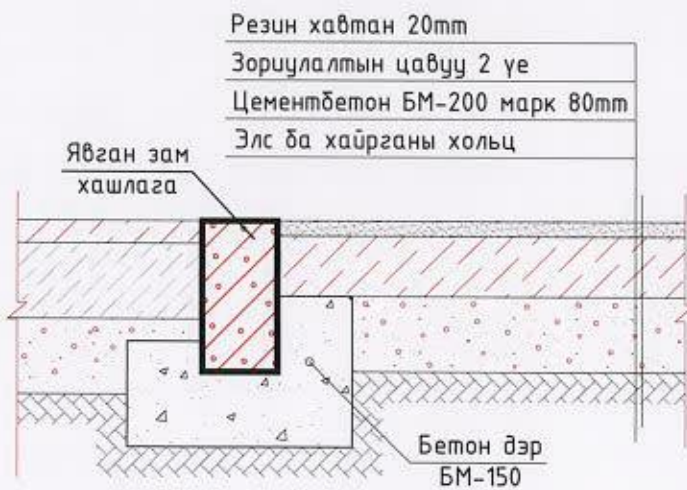 Резин хавтан 20mm
Зориулалтын цавуу 2 үе
Цементбетон БМ-200 марк 80mm
Элс ба хайрганы хольц
Явган зам
хашлага
Бетон дэр
БМ-150